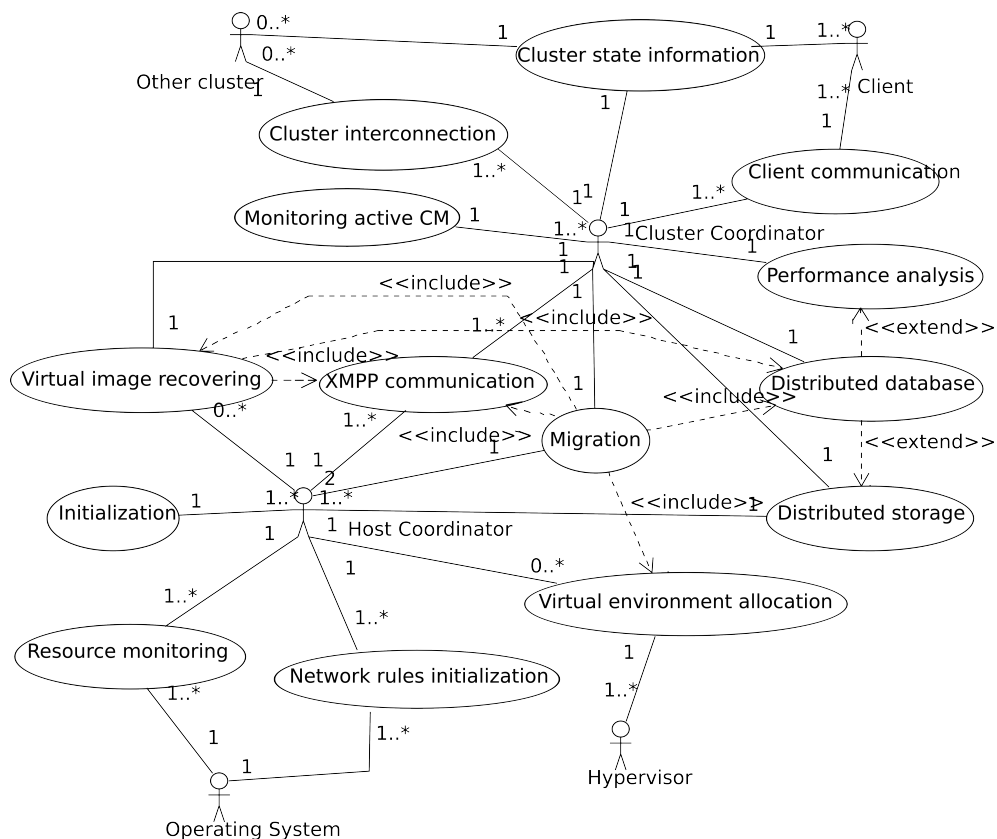 0..*
1
1
1..*
Cluster state information
0..*
Other cluster
1
1..*
Client
1
1
Cluster interconnection
1..*
Client communication
1
1
1..*
1
Monitoring active CM
1
1..*
1
Cluster Coordinator
1
1
1
1
1
Performance analysis
<<include>>
1
1
1..*
<<include>>
<<extend>>
1
<<include>>
Virtual image recovering
XMPP communication
1
Distributed database
<<include>>
0..*
1..*
<<include>>
Migration
1
<<extend>>
1
1
1
2
1..*
1..*
Initialization
1
<<include>>
1
Distributed storage
1
1
Host Coordinator
1
0..*
1..*
1..*
Virtual environment allocation
Resource monitoring
1
Network rules initialization
1..*
1..*
1
1..*
1
Hypervisor
Operating System